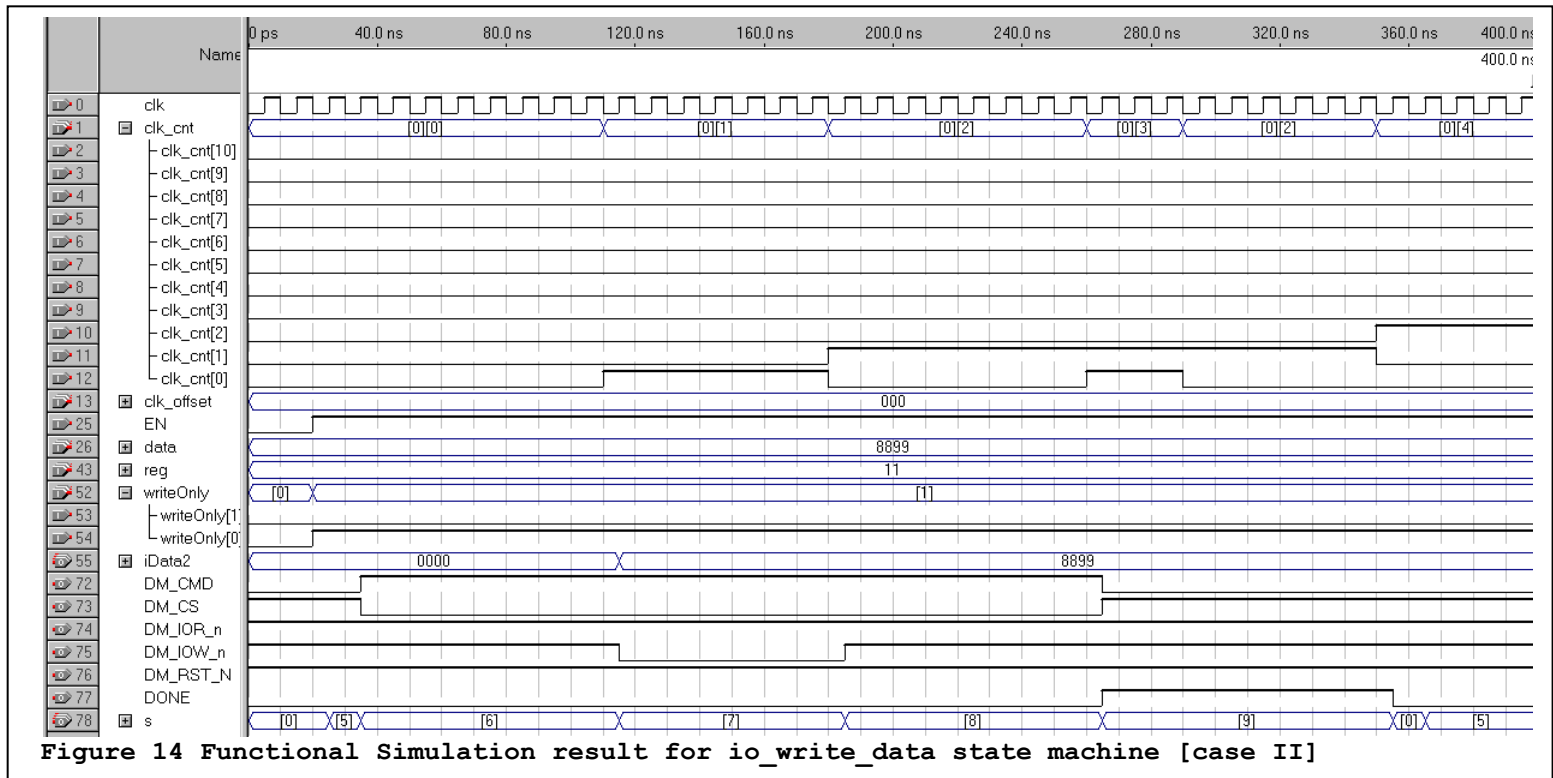 0 ps 40.0 ns 80.0 ns 120.0 ns 160.0 ns 200.0 ns 240.0 ns 280.0 ns 320.0 ns 360.0 ns 400.0 ns
Name
400.0 ns
0 clk
1 clk_cnt [0][0] [0][1] [0][2] [0][3] [0][2] [0][4]
2 clk_cnt[10]
3 clk_cnt[9]
4 clk_cnt[8]
5 clk_cnt[7]
6 clk_cnt[6]
7 clk_cnt[5]
8 clk_cnt[4]
9 clk_cnt[3]
10 clk_cnt[2]
11 clk_cnt[1]
12 clk_cnt[0]
13 clk_offset 000
25 EN
26 data 8899
43 reg 11
52 writeOnly [0] [1]
53 writeOnly[1]
54 writeOnly[0]
55 iData2 0000 8899
72 DM_CMD
73 DM_CS
74 DM_IOR_n
75 DM_IOW_n
76 DM_RST_N
77 DONE
78 s [0] [5] [6] [7] [8] [9] [0] [5]
Figure 14 Functional Simulation result for io_write_data state machine [case II]